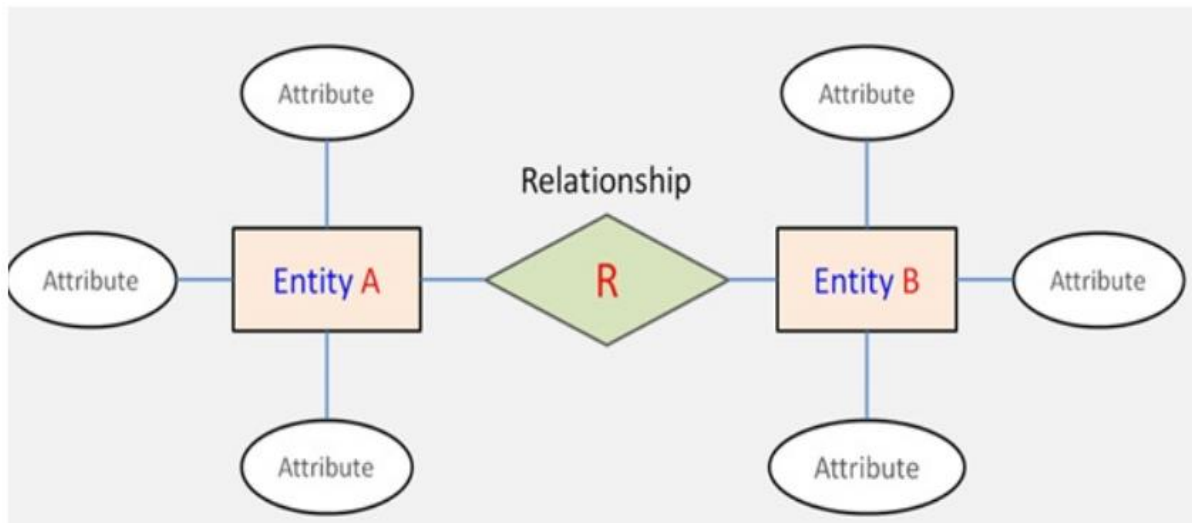 Attribute
Attribute
Relationship
Attribute
Entity A
R
Entity B
Attribute
Attribute
Attribute